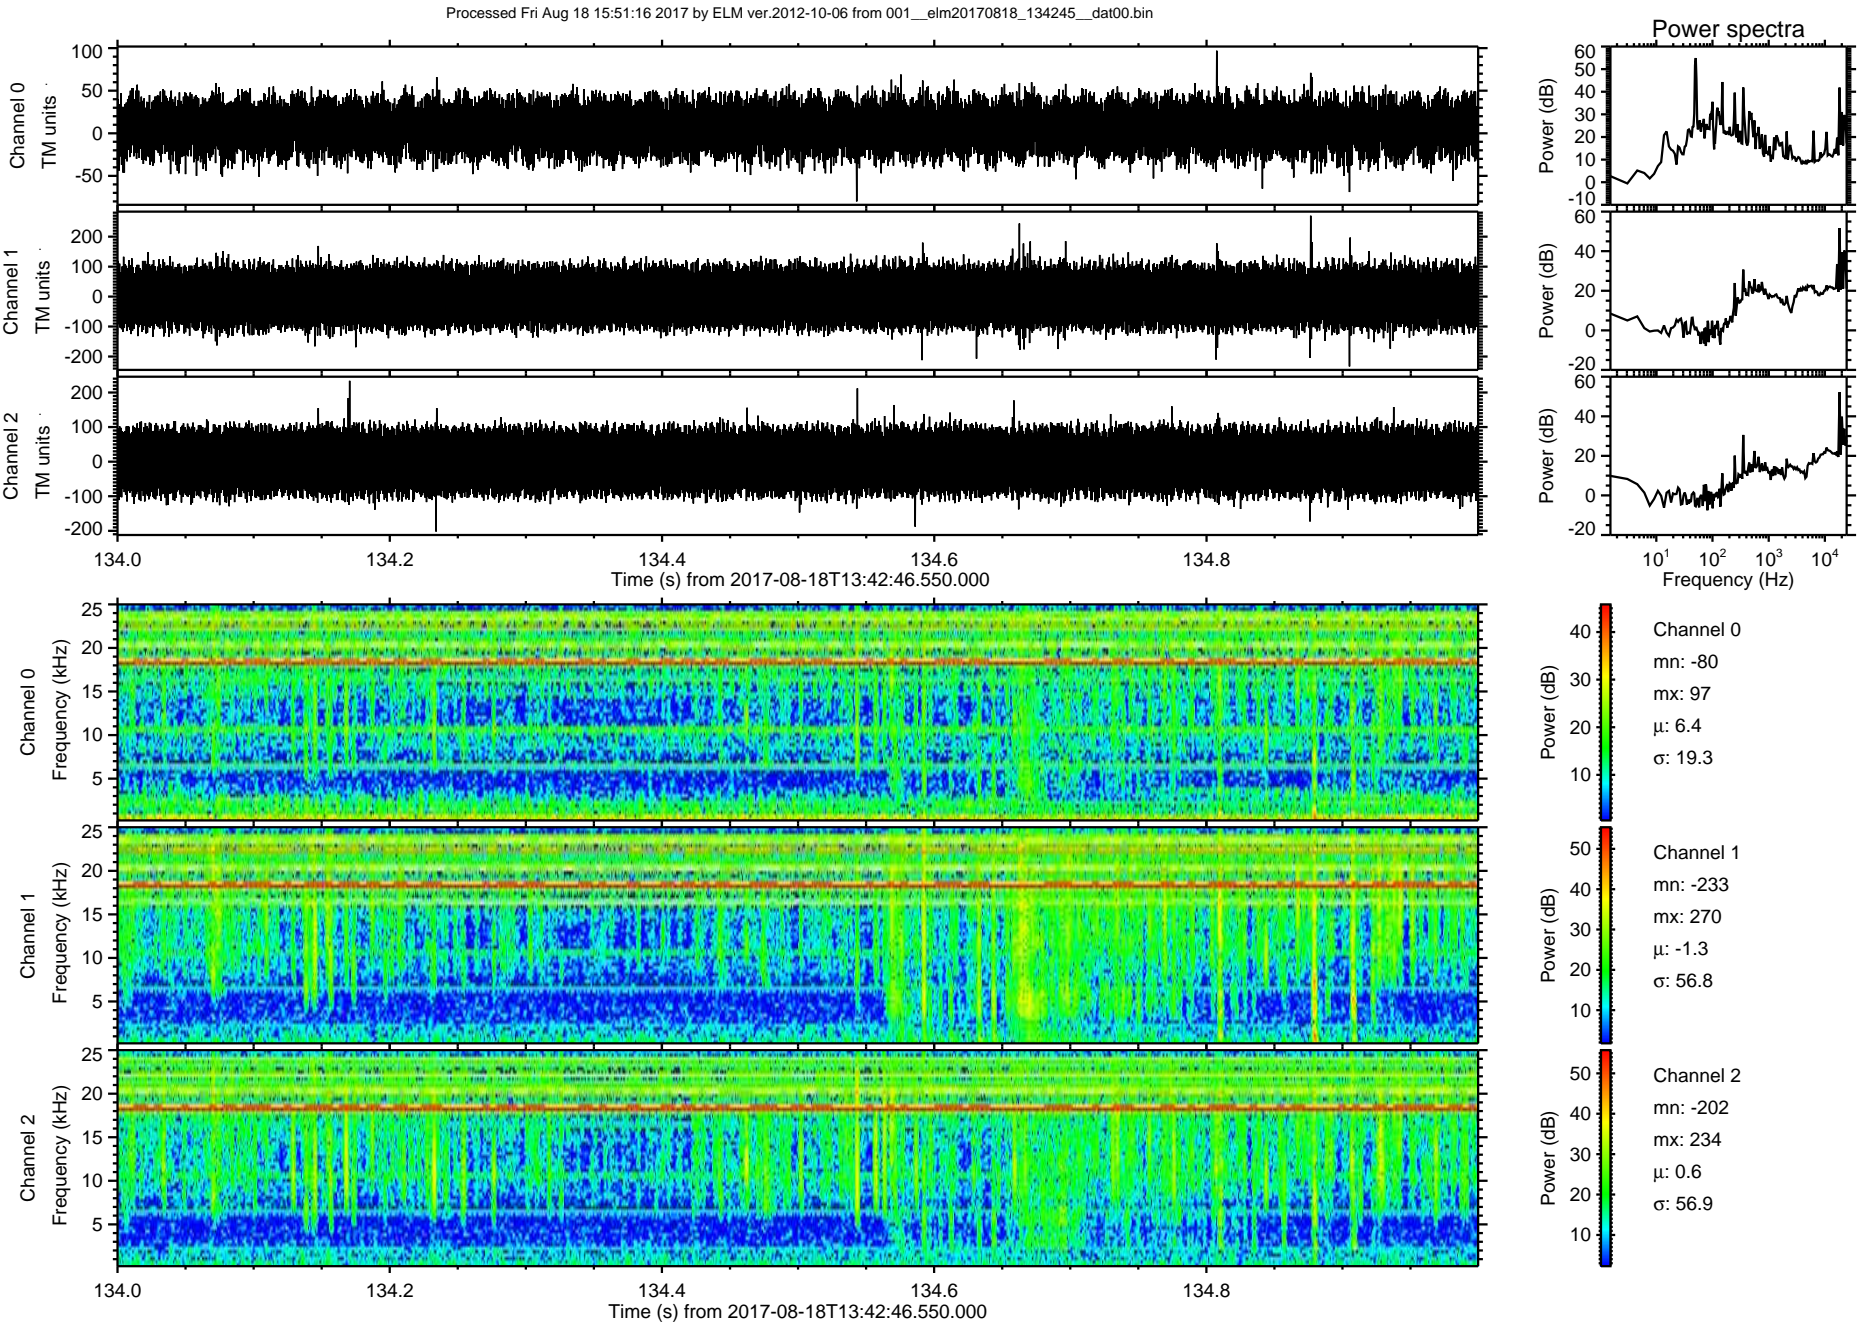 Processed Fri Aug 18 15:51:16 2017 by ELM ver.2012-10-06 from 001__elm20170818_134245__dat00.bin
Power spectra
Channel 0
TM units
100
50
0
-50
Power (dB)
60
50
40
30
20
10
0
-10
Channel 1
TM units
200
100
0
-100
-200
Power (dB)
60
40
20
0
-20
Channel 2
TM units
200
100
0
-100
-200
Power (dB)
60
40
20
0
-20
134.0 134.2 134.4 134.6 134.8
Time (s) from 2017-08-18T13:42:46.550.000
10^1 10^2 10^3 10^4
Frequency (Hz)
Channel 0
Frequency (kHz)
25
20
15
10
5
Power (dB)
40
30
20
10
Channel 0
mn: -80
mx: 97
μ: 6.4
σ: 19.3
Channel 1
Frequency (kHz)
25
20
15
10
5
Power (dB)
50
40
30
20
10
Channel 1
mn: -233
mx: 270
μ: -1.3
σ: 56.8
Channel 2
Frequency (kHz)
25
20
15
10
5
Power (dB)
50
40
30
20
10
Channel 2
mn: -202
mx: 234
μ: 0.6
σ: 56.9
134.0 134.2 134.4 134.6 134.8
Time (s) from 2017-08-18T13:42:46.550.000